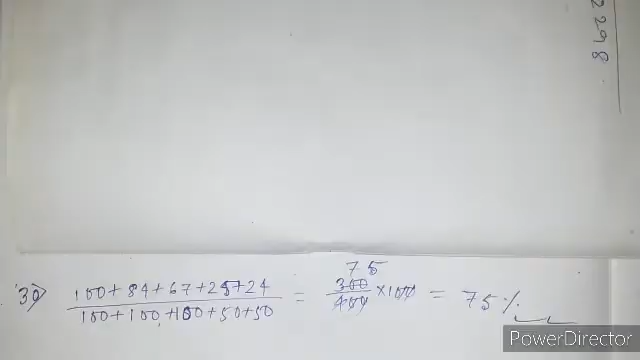 2298
75
30) 100+84+67+25+24 / 100+100+100+50+50 = 300/400 ×100 = 75%
PowerDirector